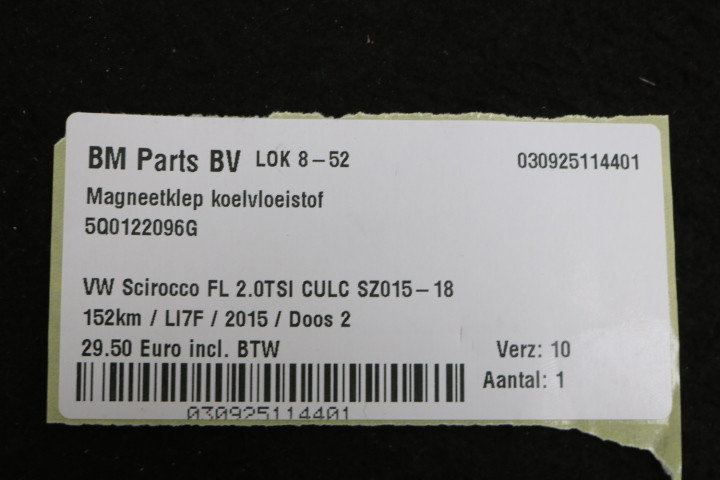 BM Parts BV LOK 8-52 030925114401
Magneetklep koelvloeistof
5Q0122096G
VW Scirocco FL 2.0TSI CULC SZ015-18
152km / LI7F / 2015 / Doos 2
29.50 Euro incl. BTW Verz: 10
Aantal: 1
030925114401